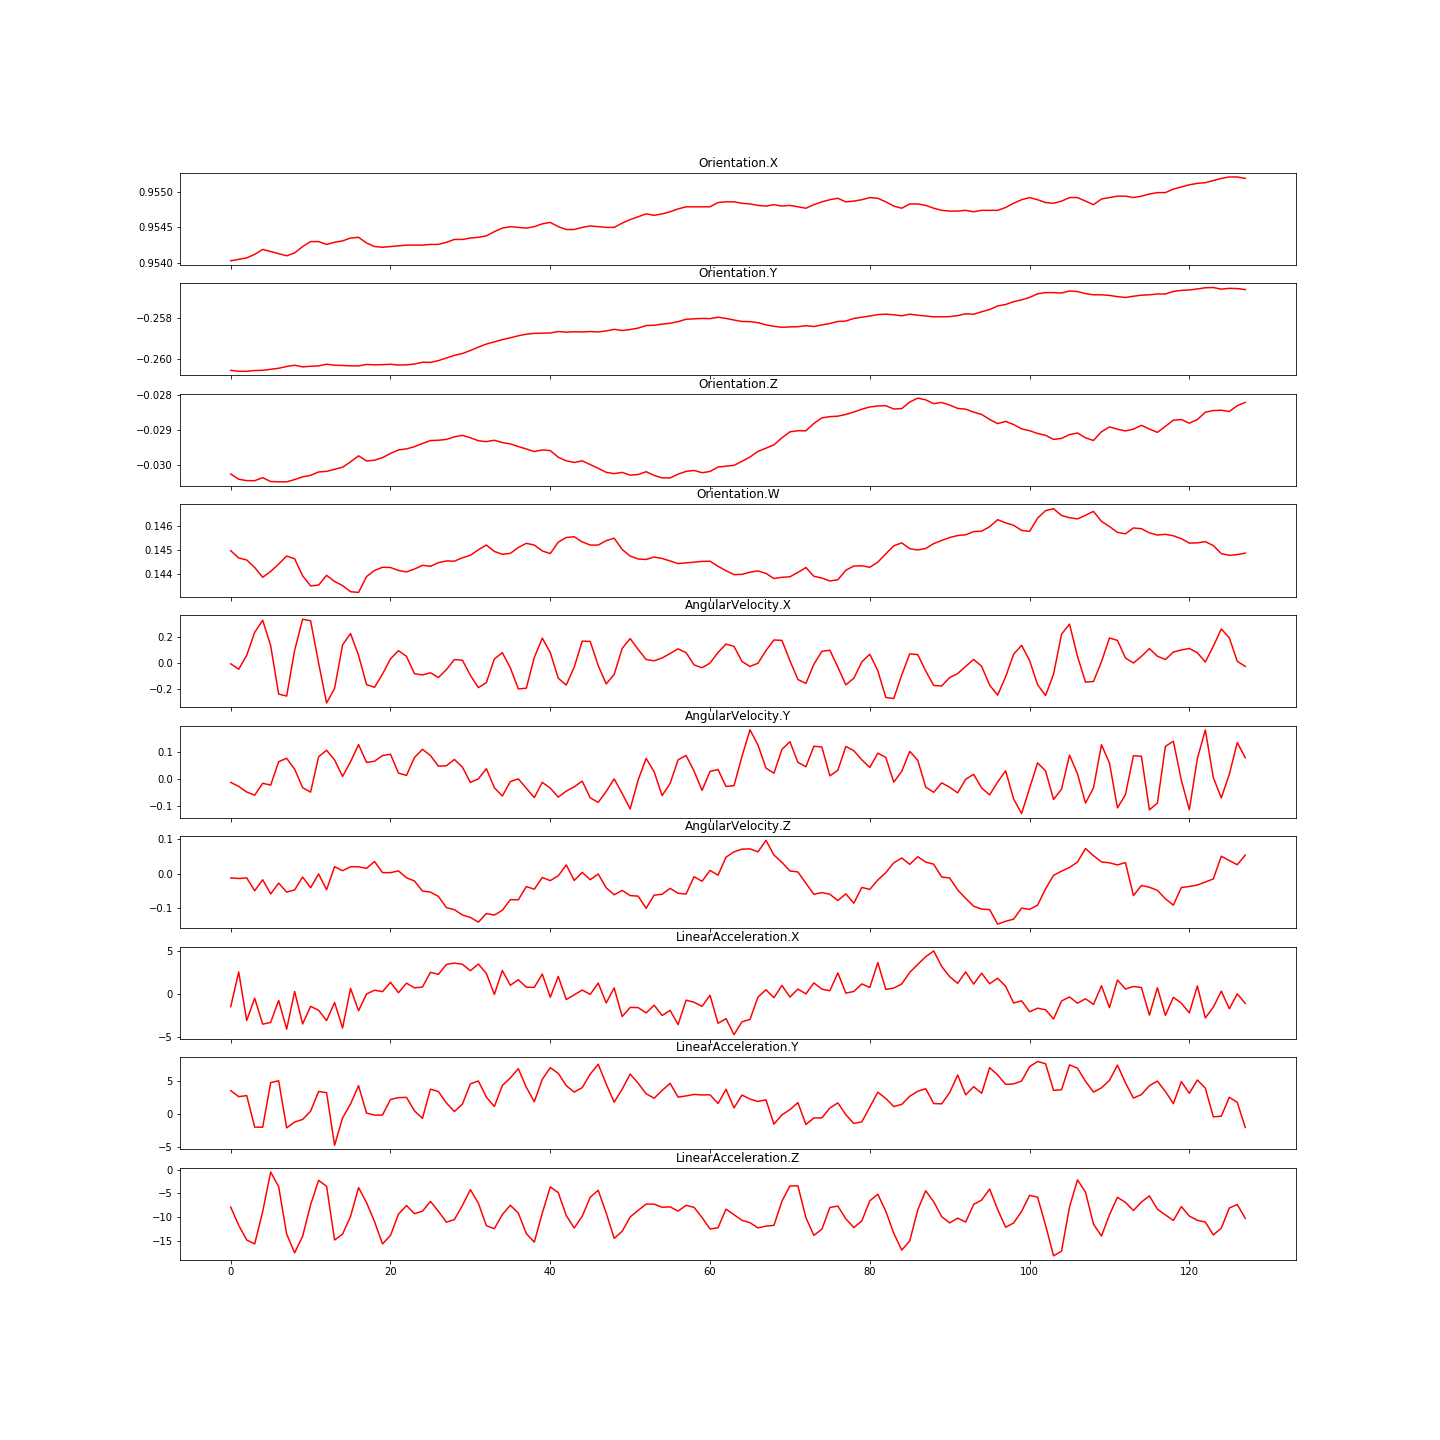 Orientation.X
0.9550
0.9545
0.9540
Orientation.Y
−0.258
−0.260
Orientation.Z
−0.028
−0.029
−0.030
Orientation.W
0.146
0.145
0.144
AngularVelocity.X
0.2
0.0
−0.2
AngularVelocity.Y
0.1
0.0
−0.1
AngularVelocity.Z
0.1
0.0
−0.1
LinearAcceleration.X
5
0
−5
LinearAcceleration.Y
5
0
−5
LinearAcceleration.Z
0
−5
−10
−15
0 20 40 60 80 100 120